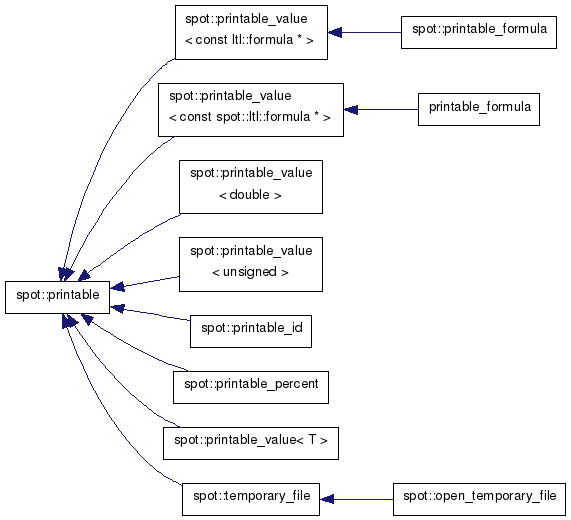 spot::printable_value
< const ltl::formula * >
spot::printable_formula
spot::printable_value
< const spot::ltl::formula * >
printable_formula
spot::printable_value
< double >
spot::printable_value
< unsigned >
spot::printable
spot::printable_id
spot::printable_percent
spot::printable_value< T >
spot::temporary_file
spot::open_temporary_file